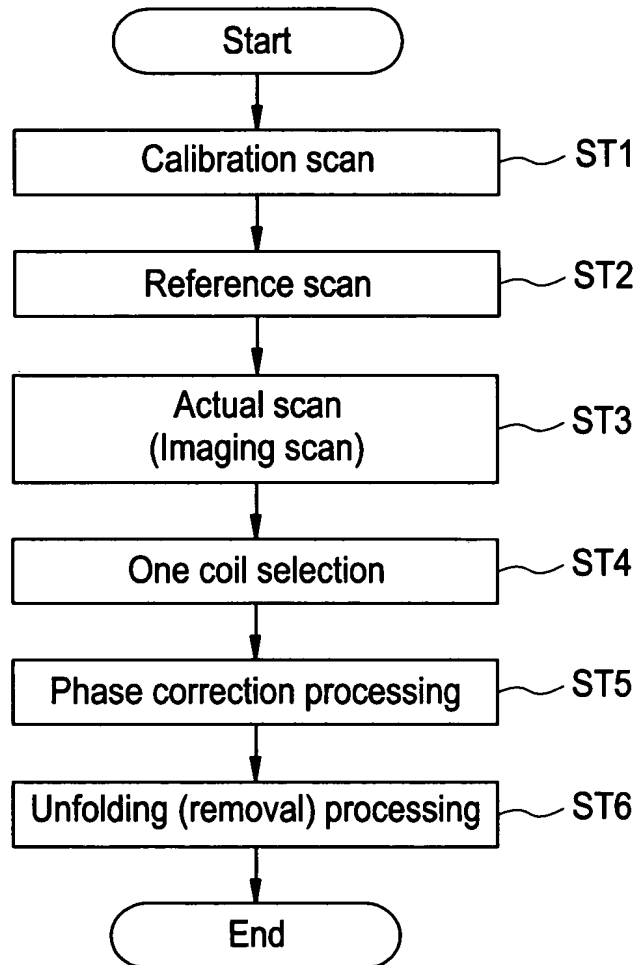 Start
Calibration scan ST1
Reference scan ST2
Actual scan
(Imaging scan) ST3
One coil selection ST4
Phase correction processing ST5
Unfolding (removal) processing ST6
End